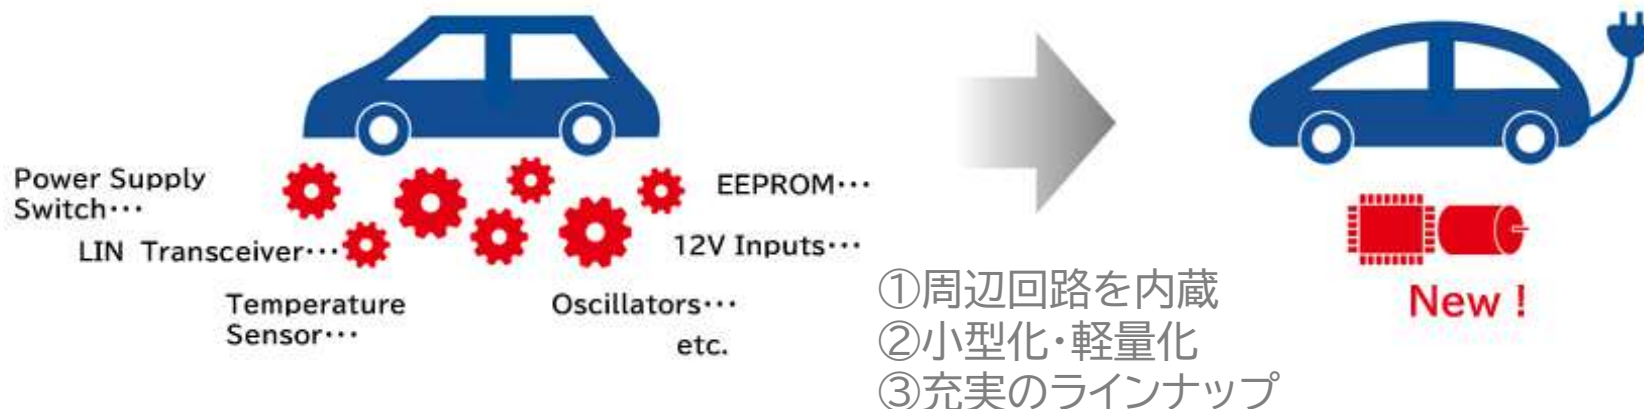 Power Supply
Switch･･･
LIN Transceiver･･･
Temperature
Sensor･･･
EEPROM･･･
12V Inputs･･･
Oscillators･･･
etc.
①周辺回路を内蔵
②小型化・軽量化
③充実のラインナップ
New !